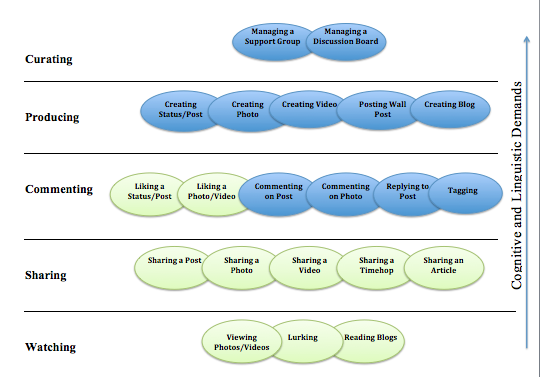 Managing a
Support Group
Managing a
Discussion Board
Curating
Creating
Status/Post
Creating
Photo
Creating Video
Posting Wall
Post
Creating Blog
Producing
Liking a
Status/Post
Liking a
Photo/Video
Commenting
on Post
Commenting
on Photo
Replying to
Post
Tagging
Commenting
Sharing a Post
Sharing a
Photo
Sharing a
Video
Sharing a
Timehop
Sharing an
Article
Sharing
Viewing
Photos/Videos
Lurking
Reading Blogs
Watching
Cognitive and Linguistic Demands